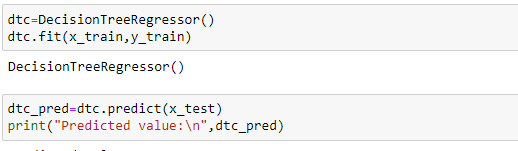 dtc=DecisionTreeRegressor()
dtc.fit(x_train,y_train)
DecisionTreeRegressor()
dtc_pred=dtc.predict(x_test)
print("Predicted value:\n",dtc_pred)